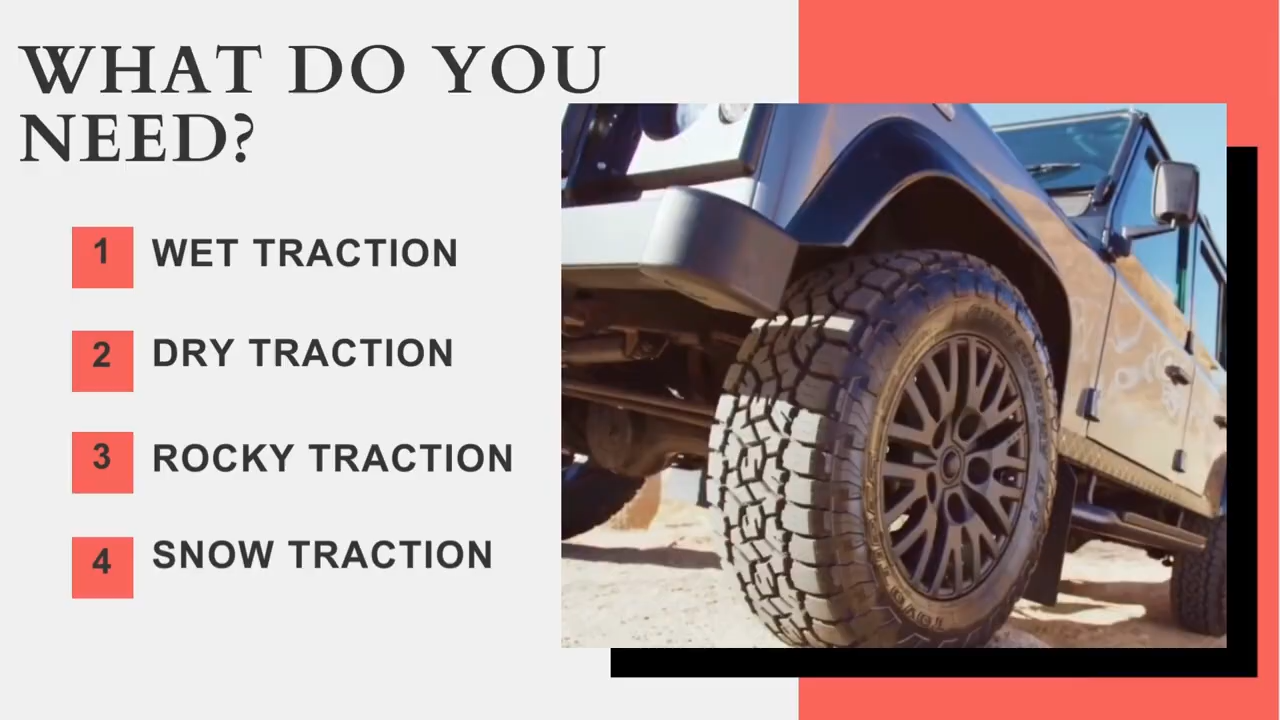 WHAT DO YOU
NEED?
1 WET TRACTION
2 DRY TRACTION
3 ROCKY TRACTION
4 SNOW TRACTION